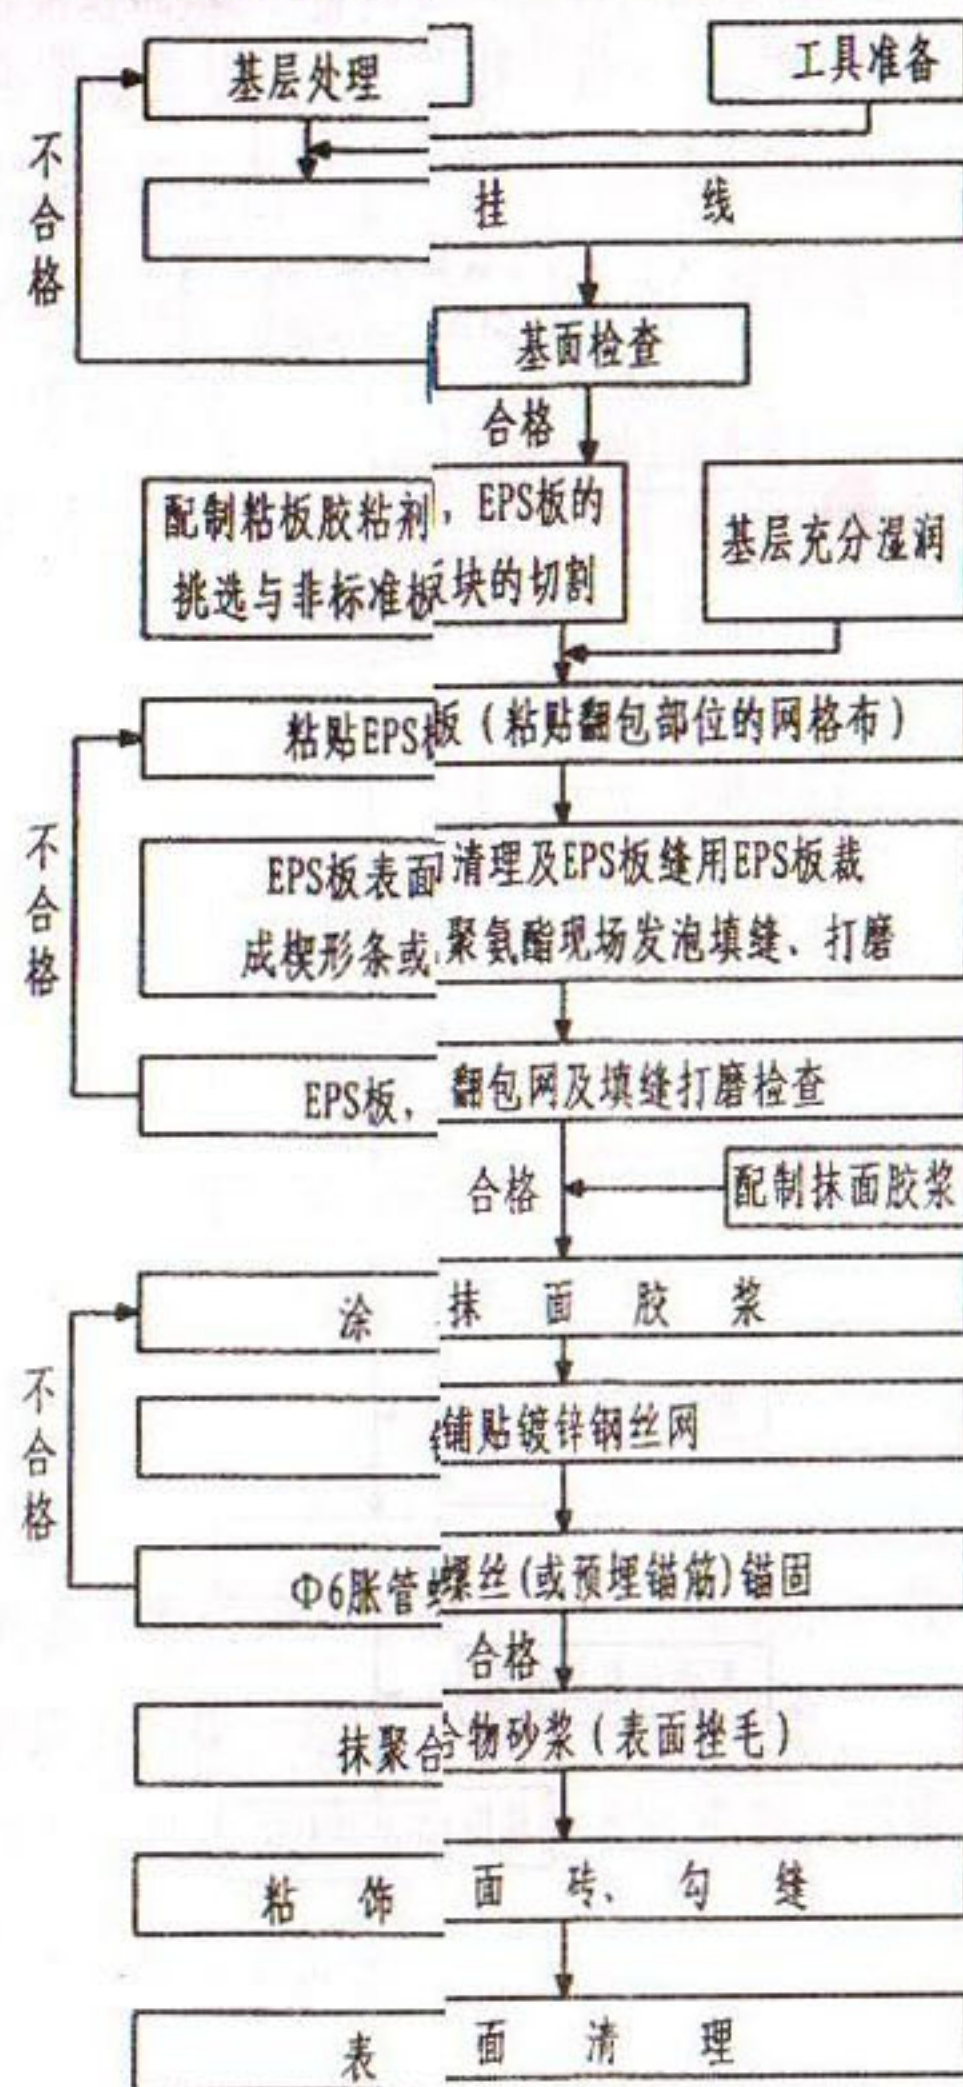 基层处理
工具准备
不合格
挂 线
基面检查
合格
配制粘板胶粘剂，EPS板的
挑选与非标准板块的切割
基层充分湿润
粘贴EPS板（粘贴翻包部位的网格布）
不合格
EPS板表面清理及EPS板缝用EPS板裁
成楔形条或聚氨酯现场发泡填缝、打磨
EPS板，翻包网及填缝打磨检查
合格
配制抹面胶浆
涂 抹 面 胶 浆
不合格
铺贴镀锌钢丝网
Φ6胀管螺丝(或预埋锚筋)锚固
合格
抹聚合物砂浆（表面挫毛）
粘 饰 面 砖、勾 缝
表 面 清 理